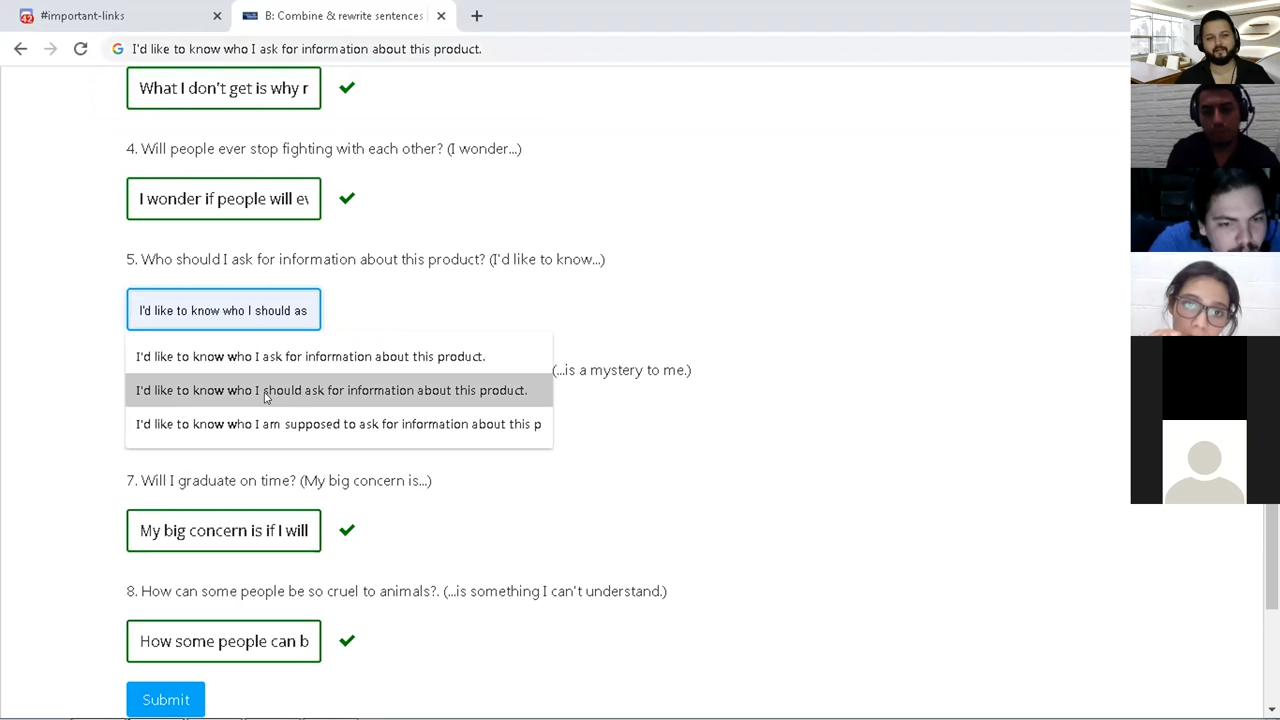 #important-links
B: Combine & rewrite sentences
I'd like to know who I ask for information about this product.
What I don't get is why r
4. Will people ever stop fighting with each other? (I wonder...)
I wonder if people will ev
5. Who should I ask for information about this product? (I'd like to know...)
I'd like to know who I should as
I'd like to know who I ask for information about this product.
(...is a mystery to me.)
I'd like to know who I should ask for information about this product.
I'd like to know who I am supposed to ask for information about this p
7. Will I graduate on time? (My big concern is...)
My big concern is if I will
8. How can some people be so cruel to animals?. (...is something I can't understand.)
How some people can b
Submit